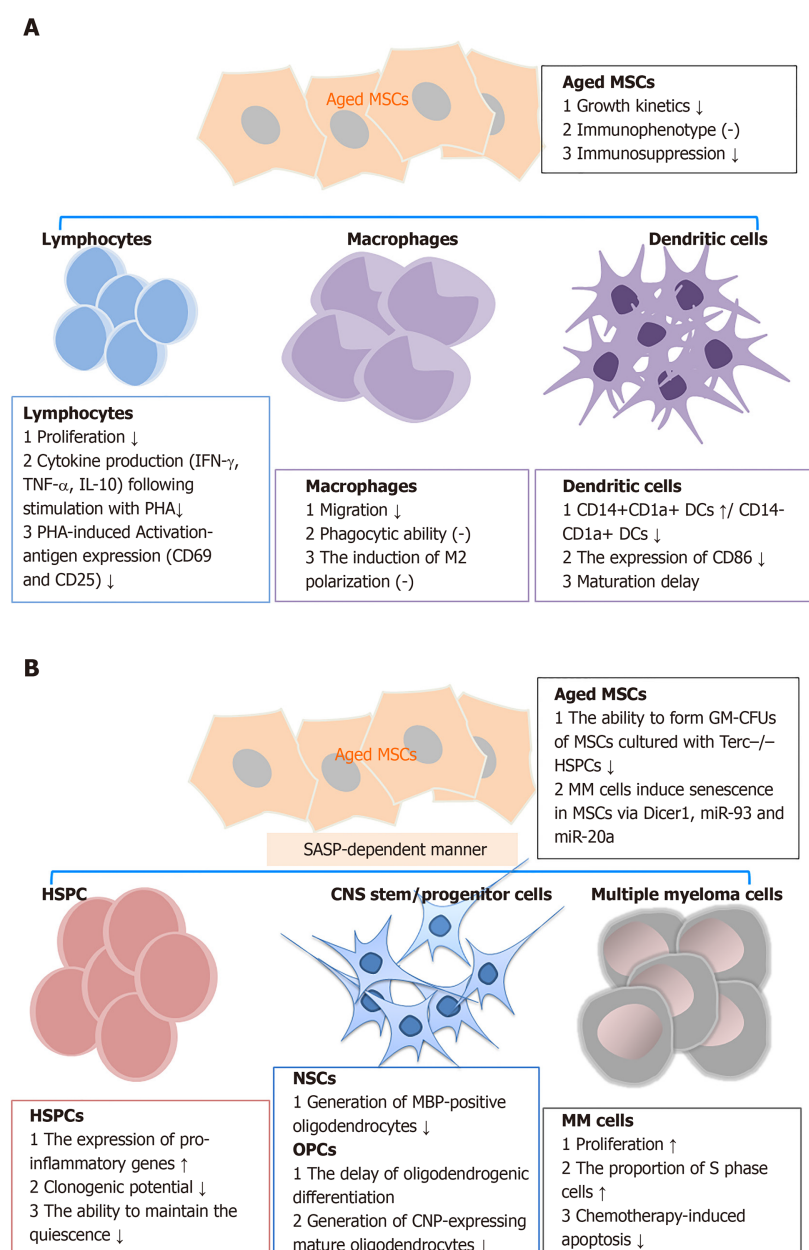 A
Aged MSCs
Aged MSCs
1 Growth kinetics ↓
2 Immunophenotype (-)
3 Immunosuppression ↓
Lymphocytes
Macrophages
Dendritic cells
Lymphocytes
1 Proliferation ↓
2 Cytokine production (IFN-γ,
TNF-α, IL-10) following
stimulation with PHA↓
3 PHA-induced Activation-
antigen expression (CD69
and CD25) ↓
Macrophages
1 Migration ↓
2 Phagocytic ability (-)
3 The induction of M2
polarization (-)
Dendritic cells
1 CD14+CD1a+ DCs ↑/ CD14-
CD1a+ DCs ↓
2 The expression of CD86 ↓
3 Maturation delay
B
Aged MSCs
Aged MSCs
1 The ability to form GM-CFUs
of MSCs cultured with Terc–/–
HSPCs ↓
2 MM cells induce senescence
in MSCs via Dicer1, miR-93 and
miR-20a
SASP-dependent manner
HSPC
CNS stem/progenitor cells
Multiple myeloma cells
HSPCs
1 The expression of pro-
inflammatory genes ↑
2 Clonogenic potential ↓
3 The ability to maintain the
quiescence ↓
NSCs
1 Generation of MBP-positive
oligodendrocytes ↓
OPCs
1 The delay of oligodendrogenic
differentiation
2 Generation of CNP-expressing
mature oligodendrocytes ↓
MM cells
1 Proliferation ↑
2 The proportion of S phase
cells ↑
3 Chemotherapy-induced
apoptosis ↓